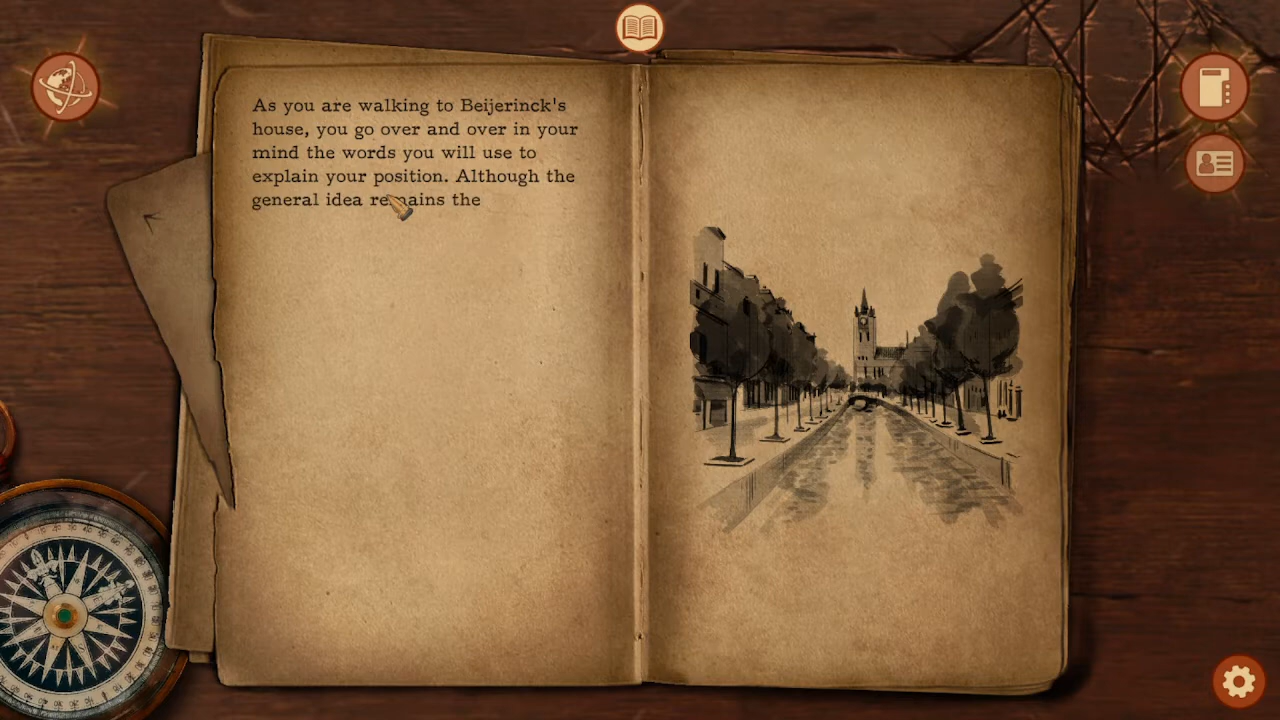 As you are walking to Beijerinck's
house, you go over and over in your
mind the words you will use to
explain your position. Although the
general idea remains the